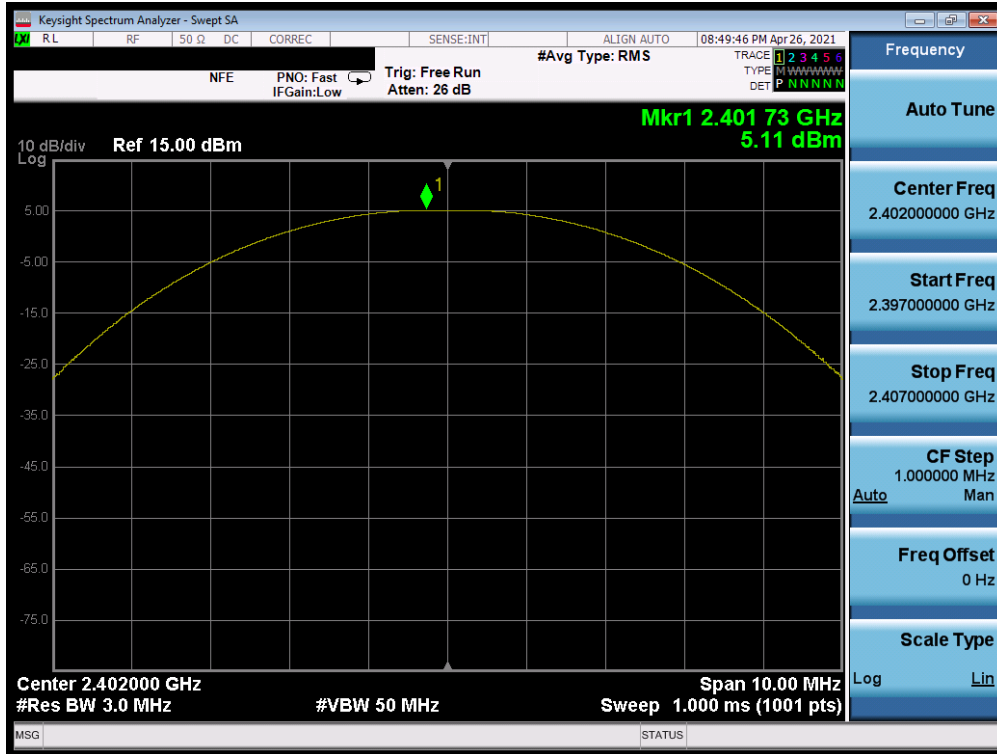 Keysight Spectrum Analyzer - Swept SA
LXI RL RF 50 Ω DC CORREC SENSE:INT ALIGN AUTO 08:49:46 PM Apr 26, 2021
NFE PNO: Fast Trig: Free Run #Avg Type: RMS TRACE 1 2 3 4 5 6
IFGain:Low Atten: 26 dB TYPE M WWWWW
DET P N N N N N
Mkr1 2.401 73 GHz
5.11 dBm
10 dB/div Ref 15.00 dBm
Log
1
5.00
-5.00
-15.0
-25.0
-35.0
-45.0
-55.0
-65.0
-75.0
Center 2.402000 GHz Span 10.00 MHz
#Res BW 3.0 MHz #VBW 50 MHz Sweep 1.000 ms (1001 pts)
MSG STATUS
Frequency
Auto Tune
Center Freq
2.402000000 GHz
Start Freq
2.397000000 GHz
Stop Freq
2.407000000 GHz
CF Step
1.000000 MHz
Auto Man
Freq Offset
0 Hz
Scale Type
Log Lin